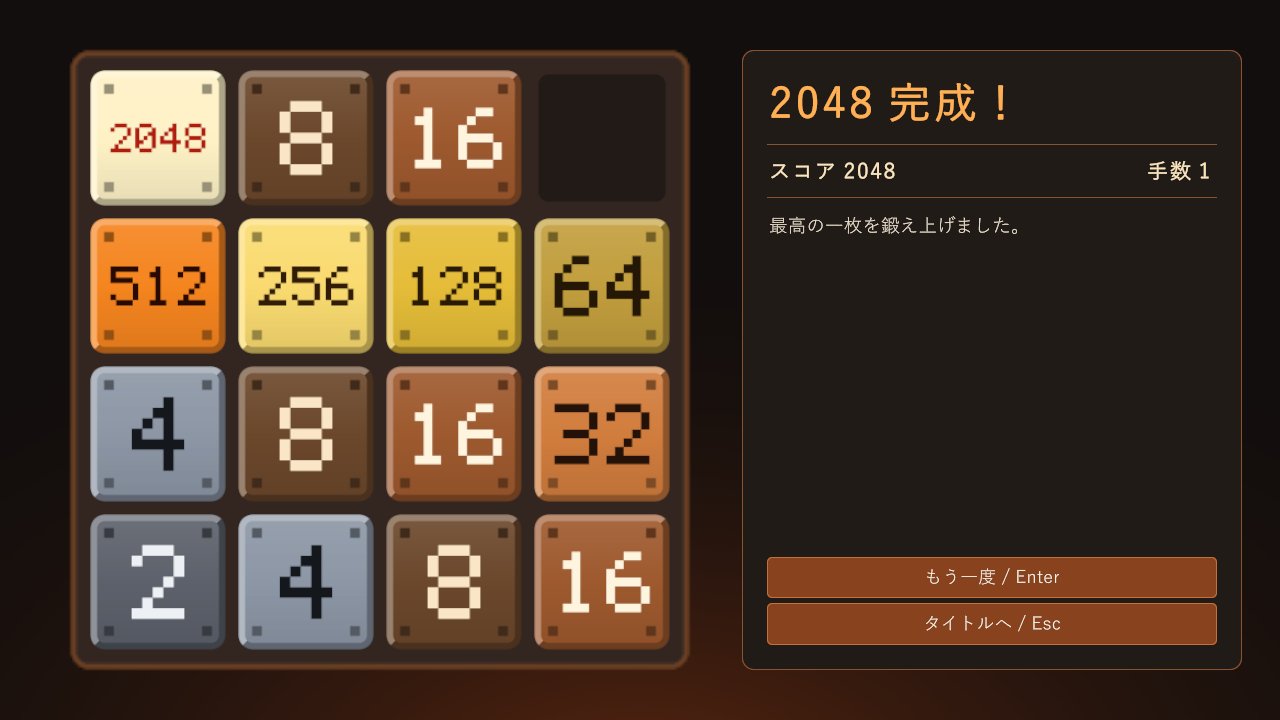 2048 8 16
512 256 128 64
4 8 16 32
2 4 8 16
2048 完成！
スコア 2048 手数 1
最高の一枚を鍛え上げました。
もう一度 / Enter
タイトルへ / Esc